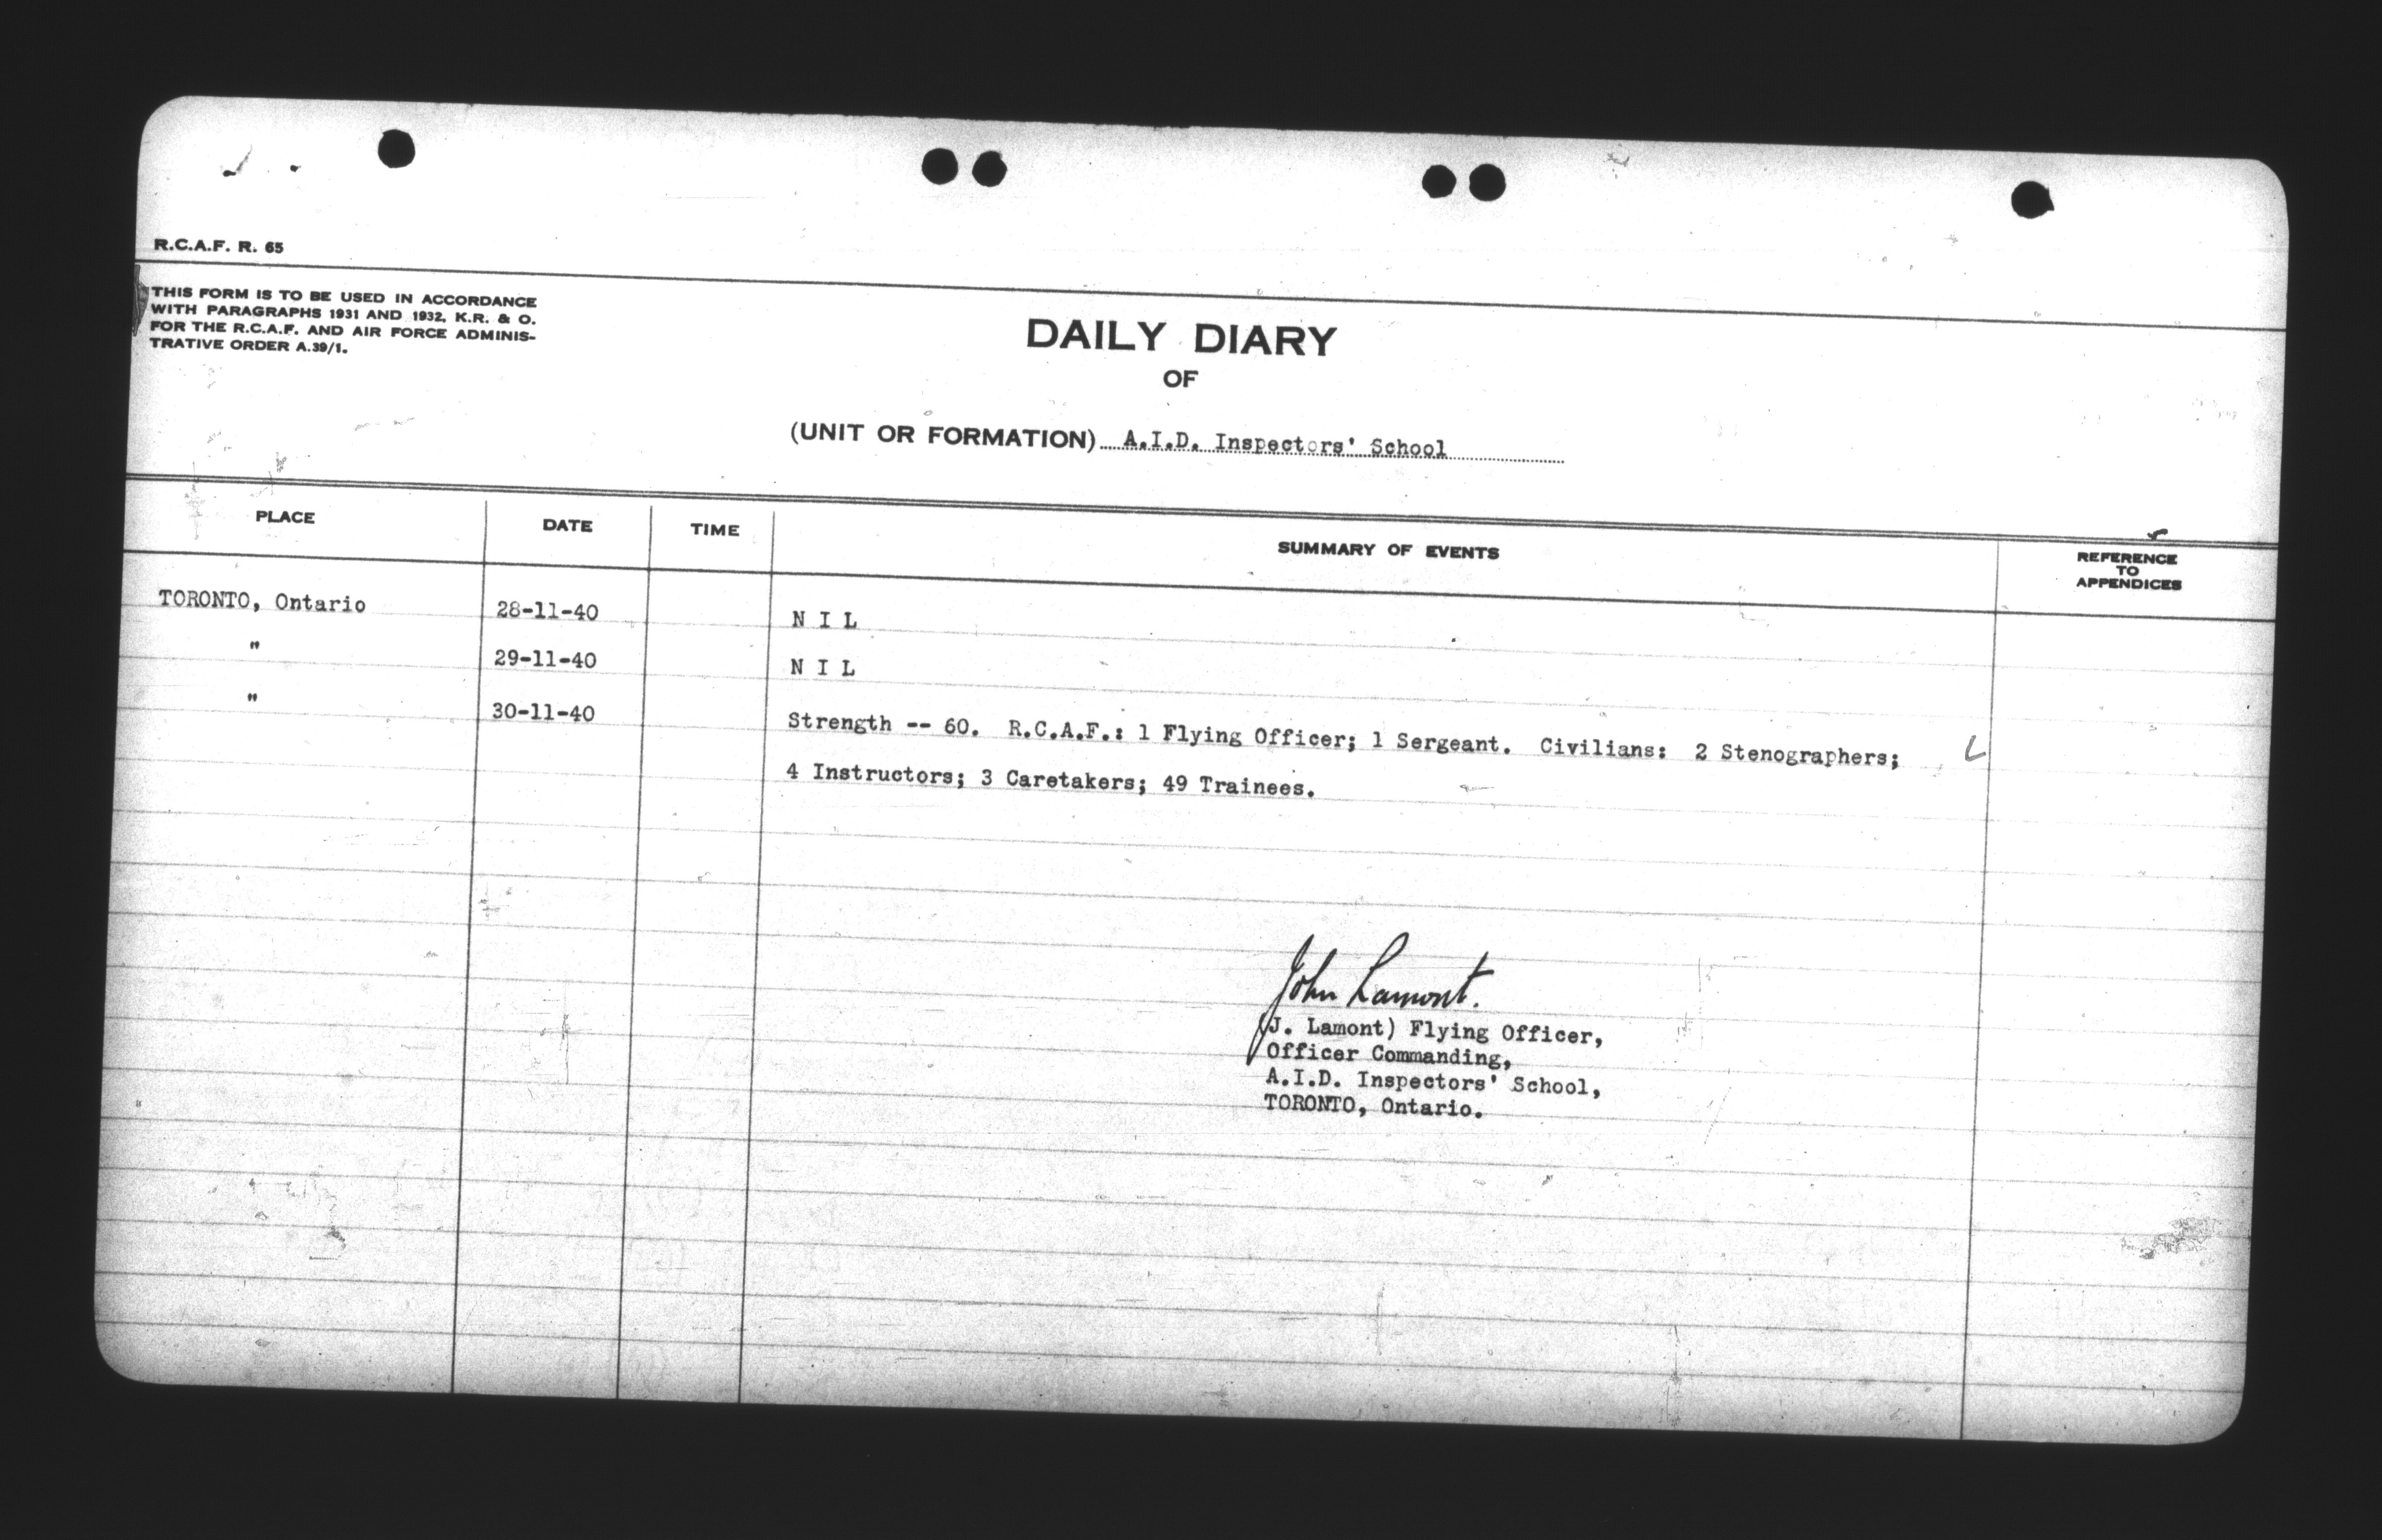 R.C.A.F. R. 65
THIS FORM IS TO BE USED IN ACCORDANCE
WITH PARAGRAPHS 1931 AND 1932, K.R. & O.
FOR THE R.C.A.F. AND AIR FORCE ADMINIS-
TRATIVE ORDER A.39/1.
DAILY DIARY
OF
(UNIT OR FORMATION) A.I.D. Inspectors' School
PLACE DATE TIME SUMMARY OF EVENTS REFERENCE TO APPENDICES
TORONTO, Ontario 28-11-40 N I L
" 29-11-40 N I L
" 30-11-40 Strength -- 60. R.C.A.F.: 1 Flying Officer; 1 Sergeant. Civilians: 2 Stenographers;
4 Instructors; 3 Caretakers; 49 Trainees.
John Lamont.
(J. Lamont) Flying Officer,
Officer Commanding,
A.I.D. Inspectors' School,
TORONTO, Ontario.